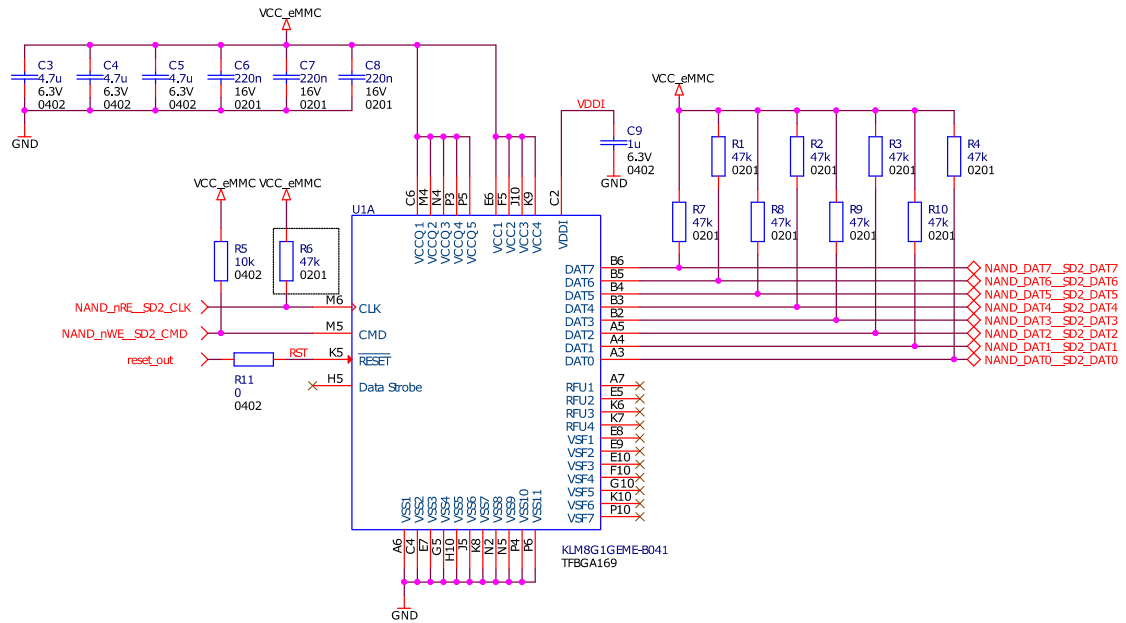 VCC_eMMC
C3
4.7u
6.3V
0402
C4
4.7u
6.3V
0402
C5
4.7u
6.3V
0402
C6
220n
16V
0201
C7
220n
16V
0201
C8
220n
16V
0201
GND
VDDI
C9
1u
6.3V
0402
GND
VCC_eMMC
R1
47k
0201
R2
47k
0201
R3
47k
0201
R4
47k
0201
R7
47k
0201
R8
47k
0201
R9
47k
0201
R10
47k
0201
VCC_eMMC
VCC_eMMC
R5
10k
0402
R6
47k
0201
U1A
C6
M4
N4
P3
P5
E6
F5
J10
K9
C2
VCCQ1
VCCQ2
VCCQ3
VCCQ4
VCCQ5
VCC1
VCC2
VCC3
VCC4
VDDI
NAND_nRE__SD2_CLK
M6
CLK
NAND_nWE__SD2_CMD
M5
CMD
reset_out
R11
0
0402
RST
K5
RESET
H5
Data Strobe
DAT7
B6
NAND_DAT7__SD2_DAT7
DAT6
B5
NAND_DAT6__SD2_DAT6
DAT5
B4
NAND_DAT5__SD2_DAT5
DAT4
B3
NAND_DAT4__SD2_DAT4
DAT3
B2
NAND_DAT3__SD2_DAT3
DAT2
A5
NAND_DAT2__SD2_DAT2
DAT1
A4
NAND_DAT1__SD2_DAT1
DAT0
A3
NAND_DAT0__SD2_DAT0
RFU1
A7
RFU2
E5
RFU3
K6
RFU4
K7
VSF1
E8
VSF2
E9
VSF3
E10
VSF4
F10
VSF5
G10
VSF6
K10
VSF7
P10
VSS1
VSS2
VSS3
VSS4
VSS5
VSS6
VSS7
VSS8
VSS9
VSS10
VSS11
A6
C4
E7
G5
H10
J5
K8
N2
N5
P4
P6
KLM8G1GEME-B041
TFBGA169
GND